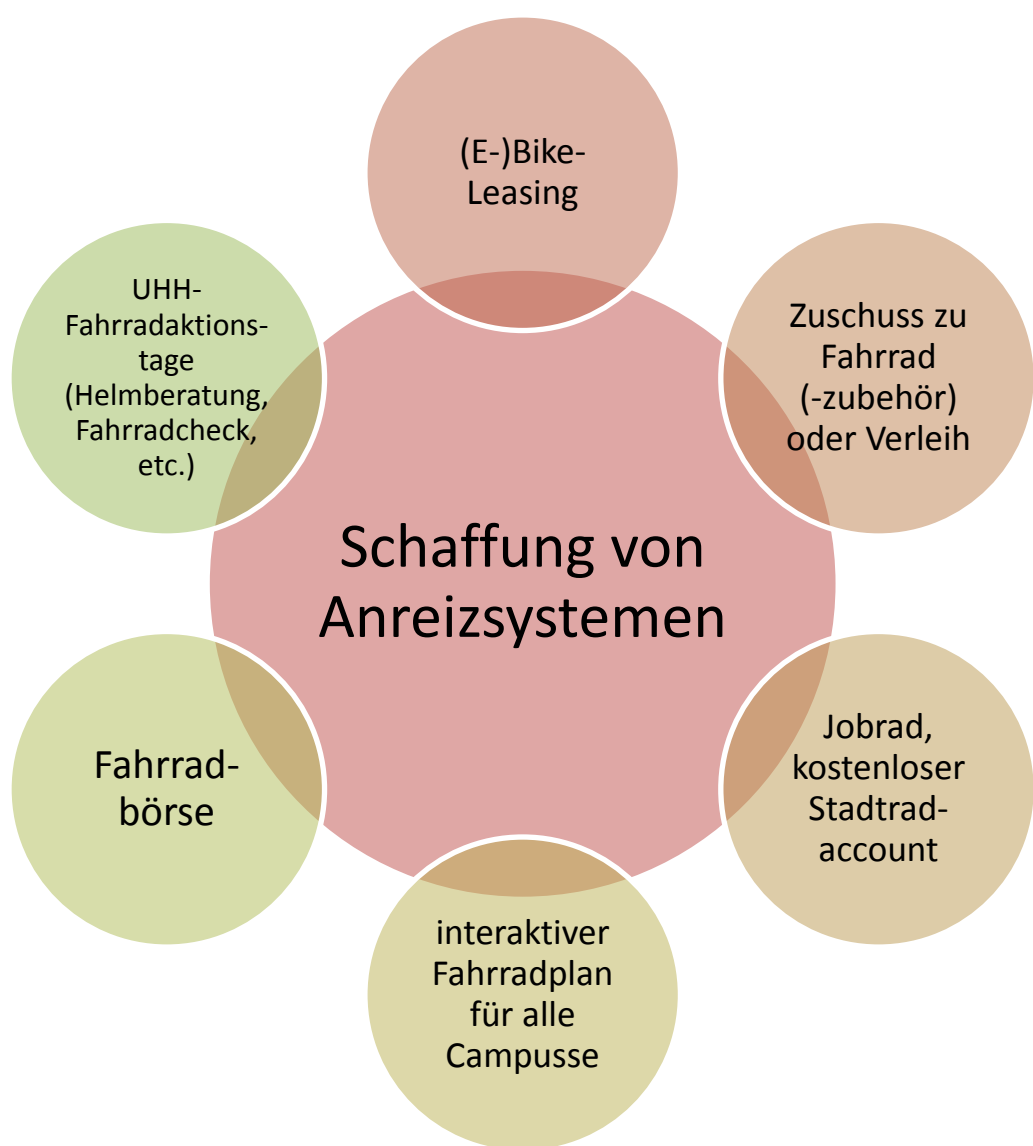 (E-)Bike-
Leasing
Zuschuss zu
Fahrrad
(-zubehör)
oder Verleih
Jobrad,
kostenloser
Stadtrad-
account
interaktiver
Fahrradplan
für alle
Campusse
Fahrrad-
börse
UHH-
Fahrradaktions-
tage
(Helmberatung,
Fahrradcheck,
etc.)
Schaffung von
Anreizsystemen